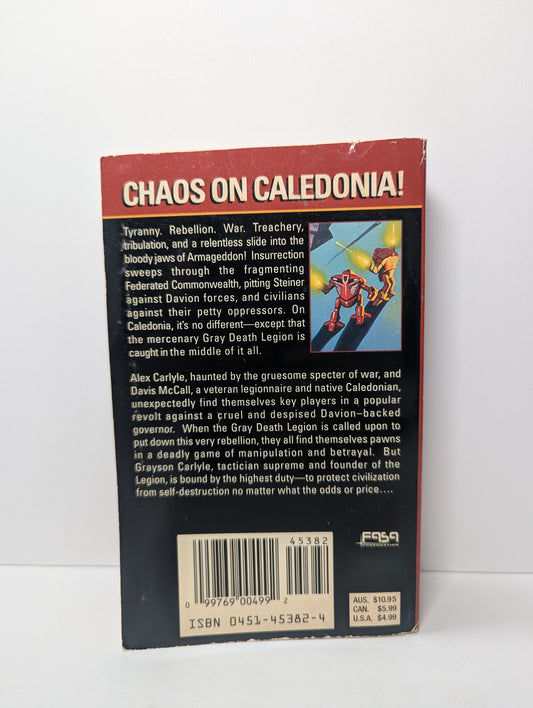 CHAOS ON CALEDONIA!
Tyranny. Rebellion. War. Treachery,
tribulation, and a relentless slide into the
bloody jaws of Armageddon! Insurrection
sweeps through the fragmenting
Federated Commonwealth, pitting Steiner
against Davion forces, and civilians
against their petty oppressors. On
Caledonia, it's no different—except that
the mercenary Gray Death Legion is
caught in the middle of it all.
Alex Carlyle, haunted by the gruesome specter of war, and
Davis McCall, a veteran legionnaire and native Caledonian,
unexpectedly find themselves key players in a popular
revolt against a cruel and despised Davion–backed
governor. When the Gray Death Legion is called upon to
put down this very rebellion, they all find themselves pawns
in a deadly game of manipulation and betrayal. But
Grayson Carlyle, tactician supreme and founder of the
Legion, is bound by the highest duty—to protect civilization
from self-destruction no matter what the odds or price....
45382
0 99769 00499 2
ISBN 0451-45382-4
FASA
CORPORATION
AUS. $10.95
CAN. $5.99
U.S.A. $4.99